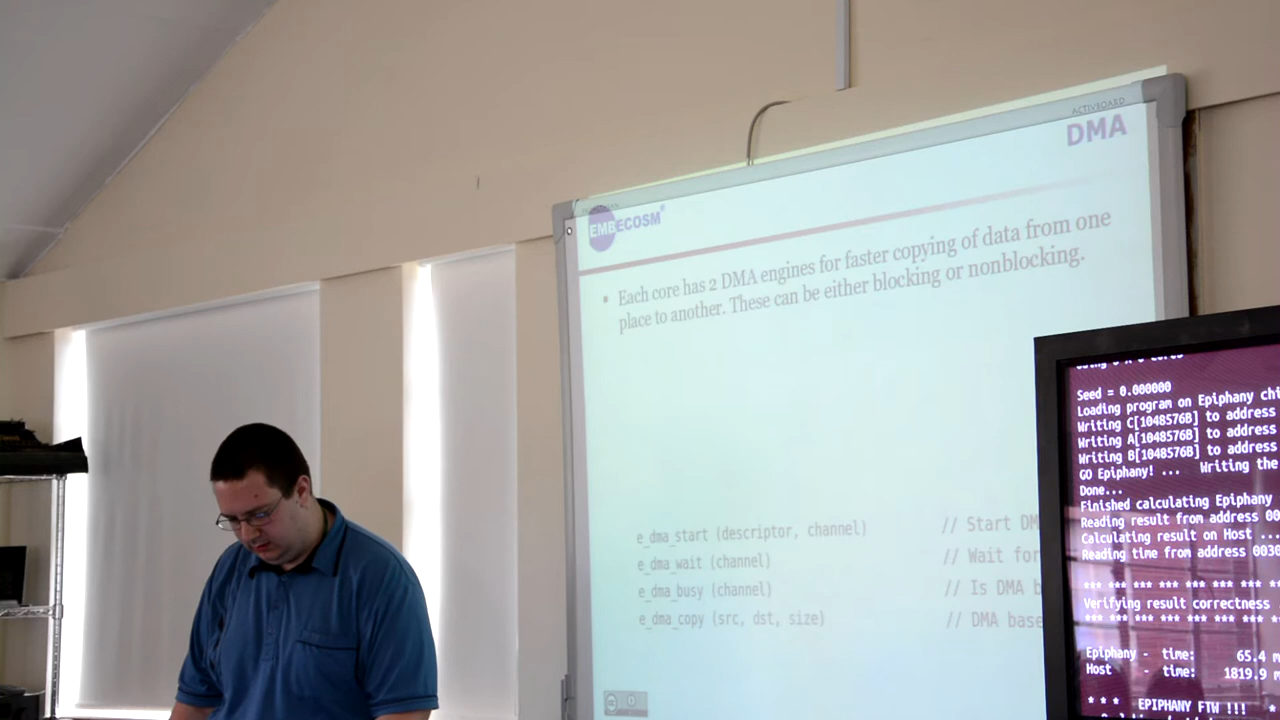 ACTIVBOARD
DMA
EMBECOSM®
Each core has 2 DMA engines for faster copying of data from one
place to another. These can be either blocking or nonblocking.
e_dma_start (descriptor, channel) // Start DM
e_dma_wait (channel) // Wait for
e_dma_busy (channel) // Is DMA
e_dma_copy (src, dst, size) // DMA base
Seed = 0.000000
Loading program on Epiphany chi
Writing C[1048576B] to address
Writing A[1048576B] to address
Writing B[1048576B] to address
GO Epiphany! ... Writing the
Done...
Finished calculating Epiphany
Reading result from address 00
Calculating result on Host ...
Reading time from address 0030
*** *** *** *** *** *** *
Verifying result correctness
*** *** *** *** *** *** *
Epiphany - time: 65.4 m
Host - time: 1819.9 m
* * * EPIPHANY FTW !!! *